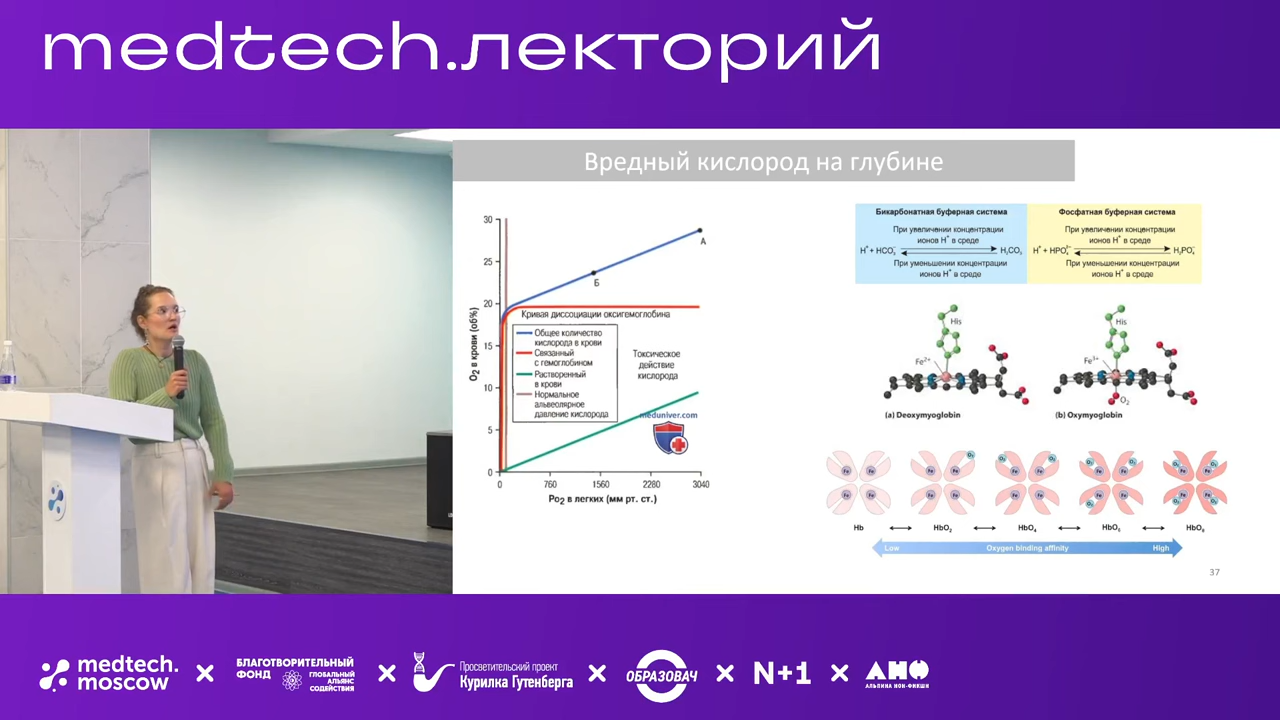 medtech.лекторий
Вредный кислород на глубине
30
25
20
15
10
5
0
O₂ в крови (об%)
А
Б
Кривая диссоциации оксигемоглобина
Общее количество
кислорода в крови
Связанный
с гемоглобином
Растворенный
в крови
Нормальное
альвеолярное
давление кислорода
Токсическое
действие
кислорода
meduniver.com
0
760
1560
2280
3040
Po₂ в легких (мм рт. ст.)
Бикарбонатная буферная система
При увеличении концентрации
ионов H⁺ в среде
H⁺ + HCO₃⁻
H₂CO₃
При уменьшении концентрации
ионов H⁺ в среде
Фосфатная буферная система
При увеличении концентрации
ионов H⁺ в среде
H⁺ + HPO₄²⁻
H₂PO₄⁻
При уменьшении концентрации
ионов H⁺ в среде
His
Fe²⁺
(a) Deoxymyoglobin
His
Fe³⁺
O₂
(b) Oxymyoglobin
Hb
HbO₂
HbO₄
HbO₆
HbO₈
Low
Oxygen binding affinity
High
37
medtech.
moscow
БЛАГОТВОРИТЕЛЬНЫЙ
ФОНД
ГЛОБАЛЬНЫЙ
АЛЬЯНС
СОДЕЙСТВИЯ
Просветительский проект
Курилка Гутенберга
ОБРАЗОВАЧ
N+1
АНФ
АЛЬПИНА НОН-ФИКШН